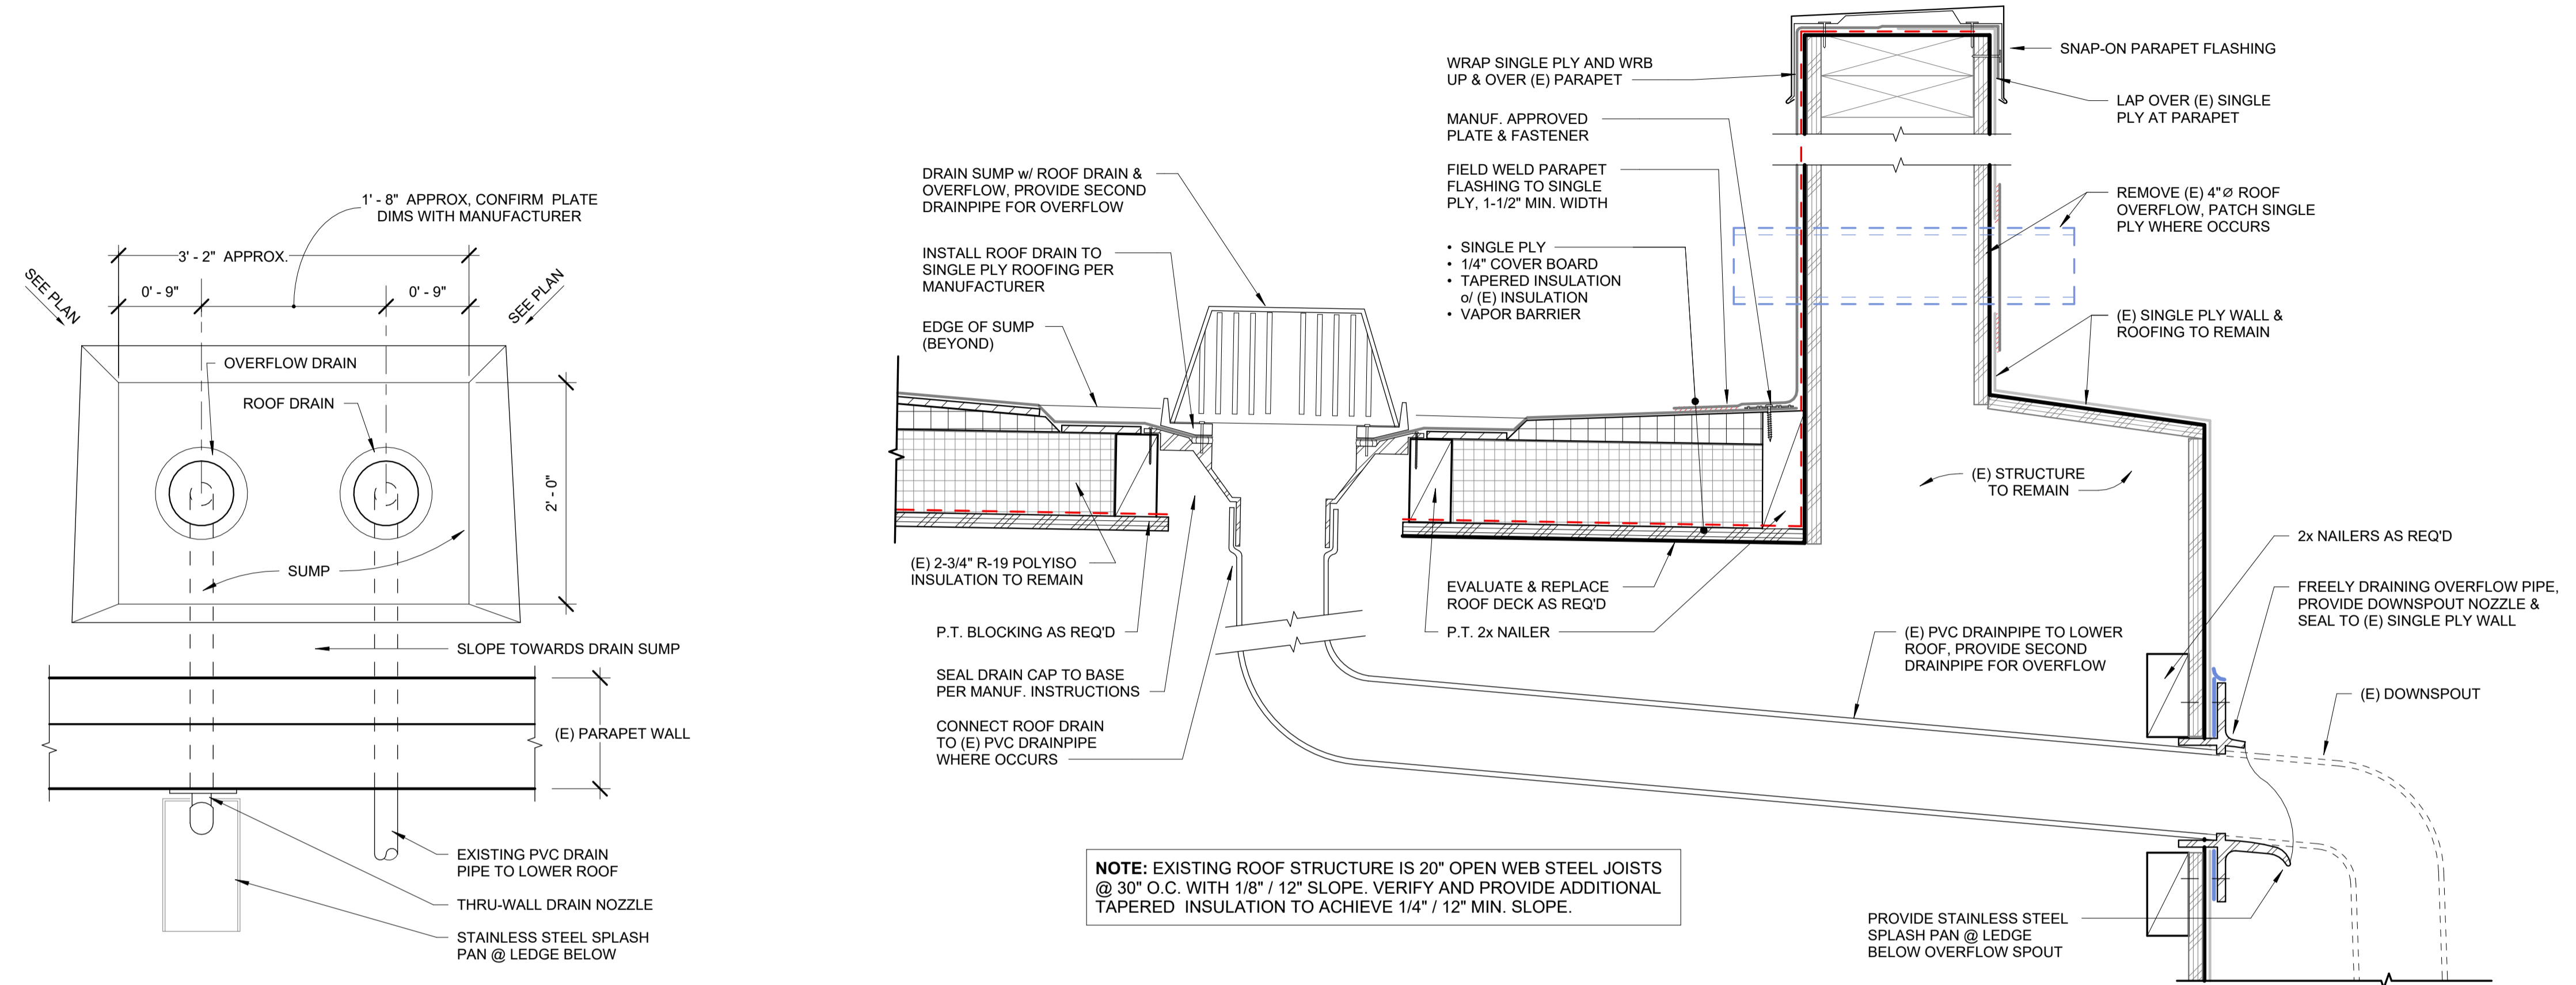 1' - 8" APPROX, CONFIRM PLATE
DIMS WITH MANUFACTURER
3' - 2" APPROX.
SEE PLAN
0' - 9"
0' - 9"
SEE PLAN
OVERFLOW DRAIN
ROOF DRAIN
2' - 0"
SUMP
SLOPE TOWARDS DRAIN SUMP
(E) PARAPET WALL
EXISTING PVC DRAIN
PIPE TO LOWER ROOF
THRU-WALL DRAIN NOZZLE
STAINLESS STEEL SPLASH
PAN @ LEDGE BELOW
DRAIN SUMP w/ ROOF DRAIN &
OVERFLOW, PROVIDE SECOND
DRAINPIPE FOR OVERFLOW
INSTALL ROOF DRAIN TO
SINGLE PLY ROOFING PER
MANUFACTURER
EDGE OF SUMP
(BEYOND)
(E) 2-3/4" R-19 POLYISO
INSULATION TO REMAIN
P.T. BLOCKING AS REQ'D
SEAL DRAIN CAP TO BASE
PER MANUF. INSTRUCTIONS
CONNECT ROOF DRAIN
TO (E) PVC DRAINPIPE
WHERE OCCURS
WRAP SINGLE PLY AND WRB
UP & OVER (E) PARAPET
MANUF. APPROVED
PLATE & FASTENER
FIELD WELD PARAPET
FLASHING TO SINGLE
PLY, 1-1/2" MIN. WIDTH
• SINGLE PLY
• 1/4" COVER BOARD
• TAPERED INSULATION
o/ (E) INSULATION
• VAPOR BARRIER
EVALUATE & REPLACE
ROOF DECK AS REQ'D
P.T. 2x NAILER
SNAP-ON PARAPET FLASHING
LAP OVER (E) SINGLE
PLY AT PARAPET
REMOVE (E) 4"Ø ROOF
OVERFLOW, PATCH SINGLE
PLY WHERE OCCURS
(E) SINGLE PLY WALL &
ROOFING TO REMAIN
(E) STRUCTURE
TO REMAIN
2x NAILERS AS REQ'D
FREELY DRAINING OVERFLOW PIPE,
PROVIDE DOWNSPOUT NOZZLE &
SEAL TO (E) SINGLE PLY WALL
(E) PVC DRAINPIPE TO LOWER
ROOF, PROVIDE SECOND
DRAINPIPE FOR OVERFLOW
(E) DOWNSPOUT
PROVIDE STAINLESS STEEL
SPLASH PAN @ LEDGE
BELOW OVERFLOW SPOUT
NOTE: EXISTING ROOF STRUCTURE IS 20" OPEN WEB STEEL JOISTS
@ 30" O.C. WITH 1/8" / 12" SLOPE. VERIFY AND PROVIDE ADDITIONAL
TAPERED INSULATION TO ACHIEVE 1/4" / 12" MIN. SLOPE.